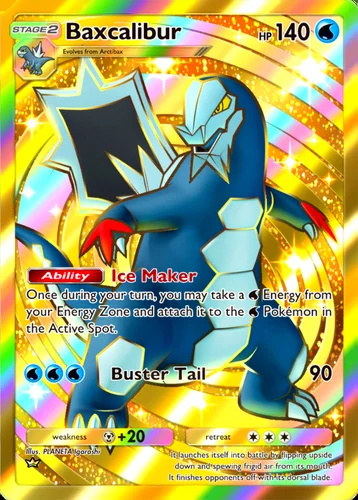 STAGE 2 Baxcalibur HP 140
Evolves from Arctibax
Ability Ice Maker
Once during your turn, you may take a Energy from
your Energy Zone and attach it to the Pokémon in
the Active Spot.
Buster Tail 90
weakness +20 retreat
Illus. PLANETA Igarashi
It launches itself into battle by flipping upside
down and spewing frigid air from its mouth.
It finishes opponents off with its dorsal blade.